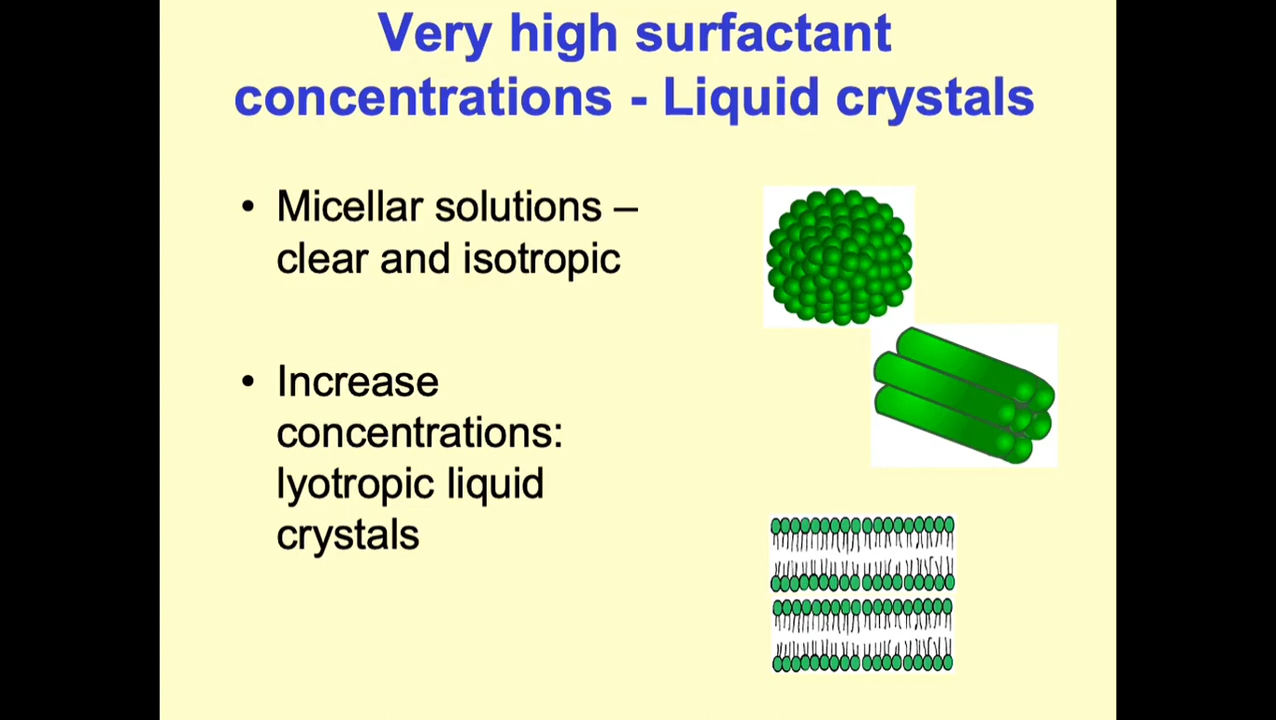 Very high surfactant
concentrations - Liquid crystals
• Micellar solutions –
clear and isotropic
• Increase
concentrations:
lyotropic liquid
crystals